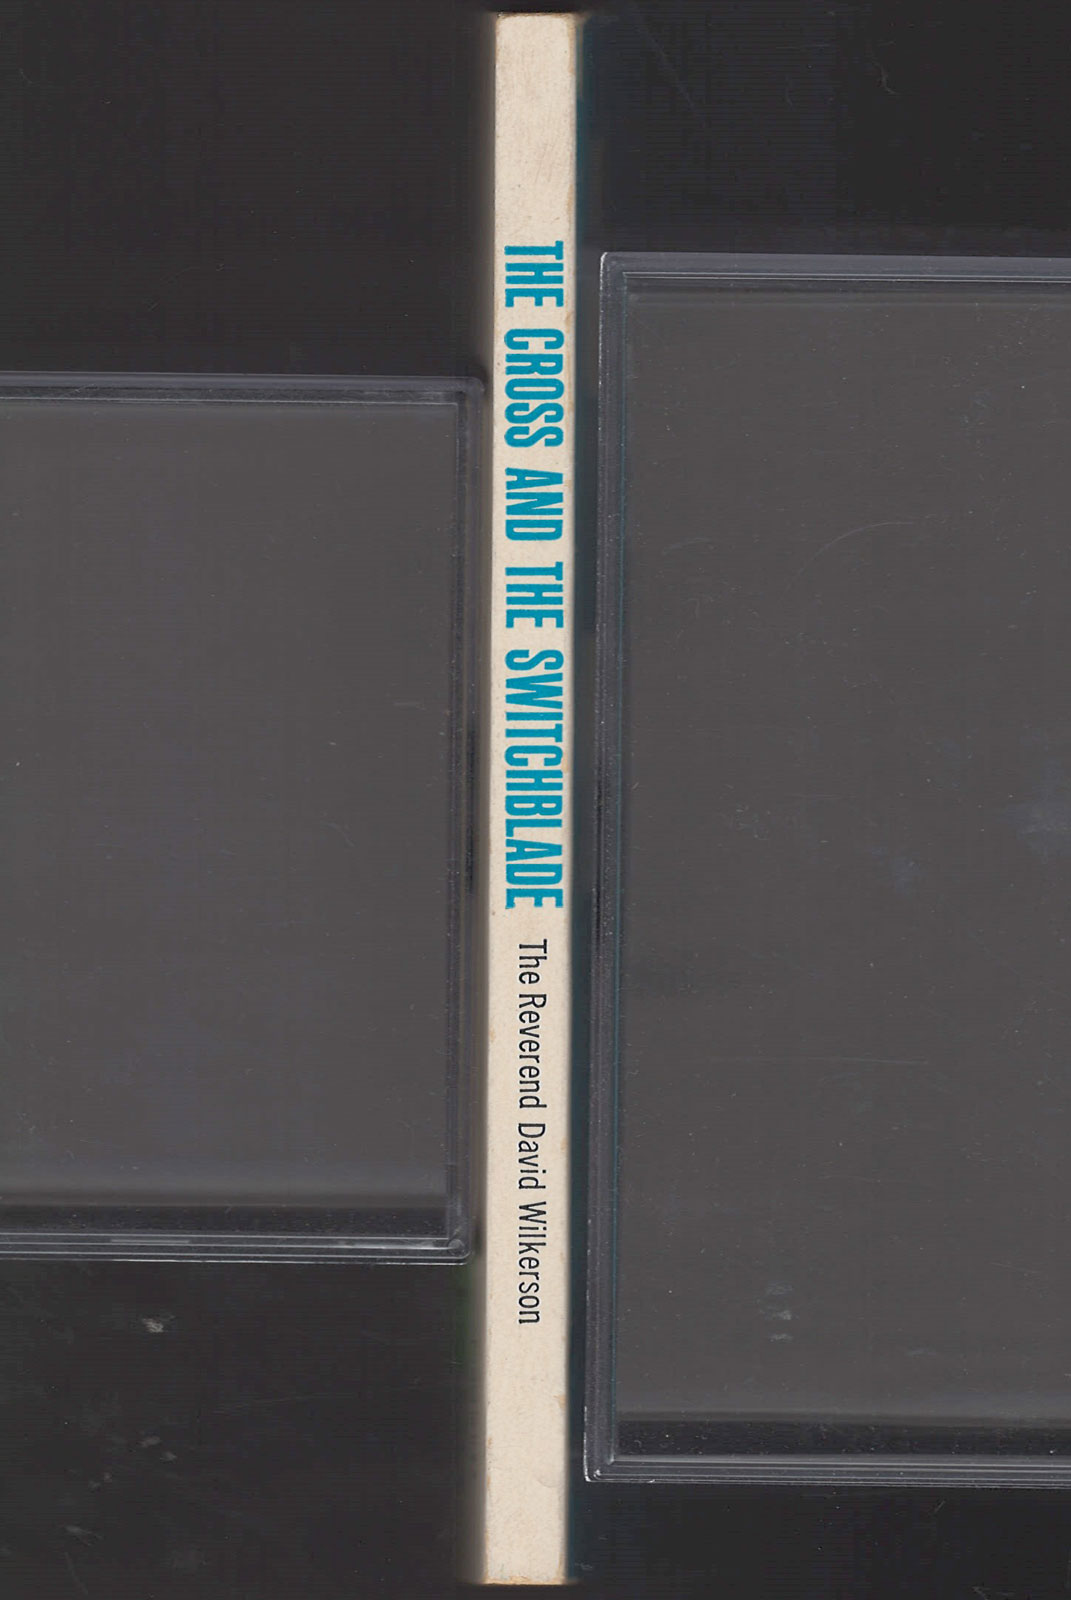 THE CROSS AND THE SWITCHBLADE The Reverend David Wilkerson